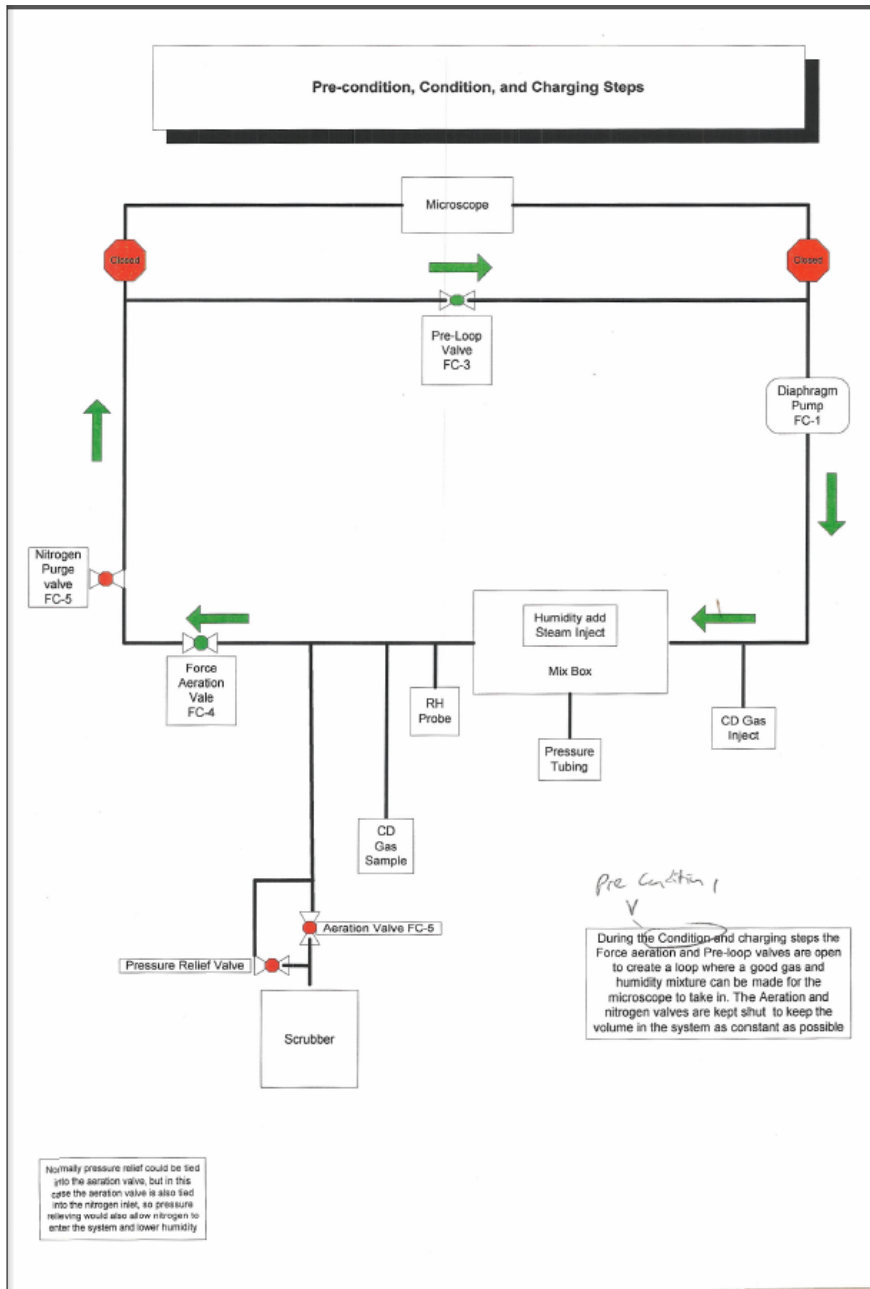 Pre-condition, Condition, and Charging Steps
Microscope
Closed
Closed
Pre-Loop
Valve
FC-3
Diaphragm
Pump
FC-1
Nitrogen
Purge
valve
FC-5
Humidity add
Steam Inject
Mix Box
Force
Aeration
Vale
FC-4
RH
Probe
CD Gas
Inject
Pressure
Tubing
CD
Gas
Sample
Pre Condition,
Aeration Valve FC-5
Pressure Relief Valve
During the Condition and charging steps the
Force aeration and Pre-loop valves are open
to create a loop where a good gas and
humidity mixture can be made for the
microscope to take in. The Aeration and
nitrogen valves are kept shut to keep the
volume in the system as constant as possible
Scrubber
Normally pressure relief could be tied
into the aeration valve, but in this
case the aeration valve is also tied
into the nitrogen inlet, so pressure
relieving would also allow nitrogen to
enter the system and lower humidity